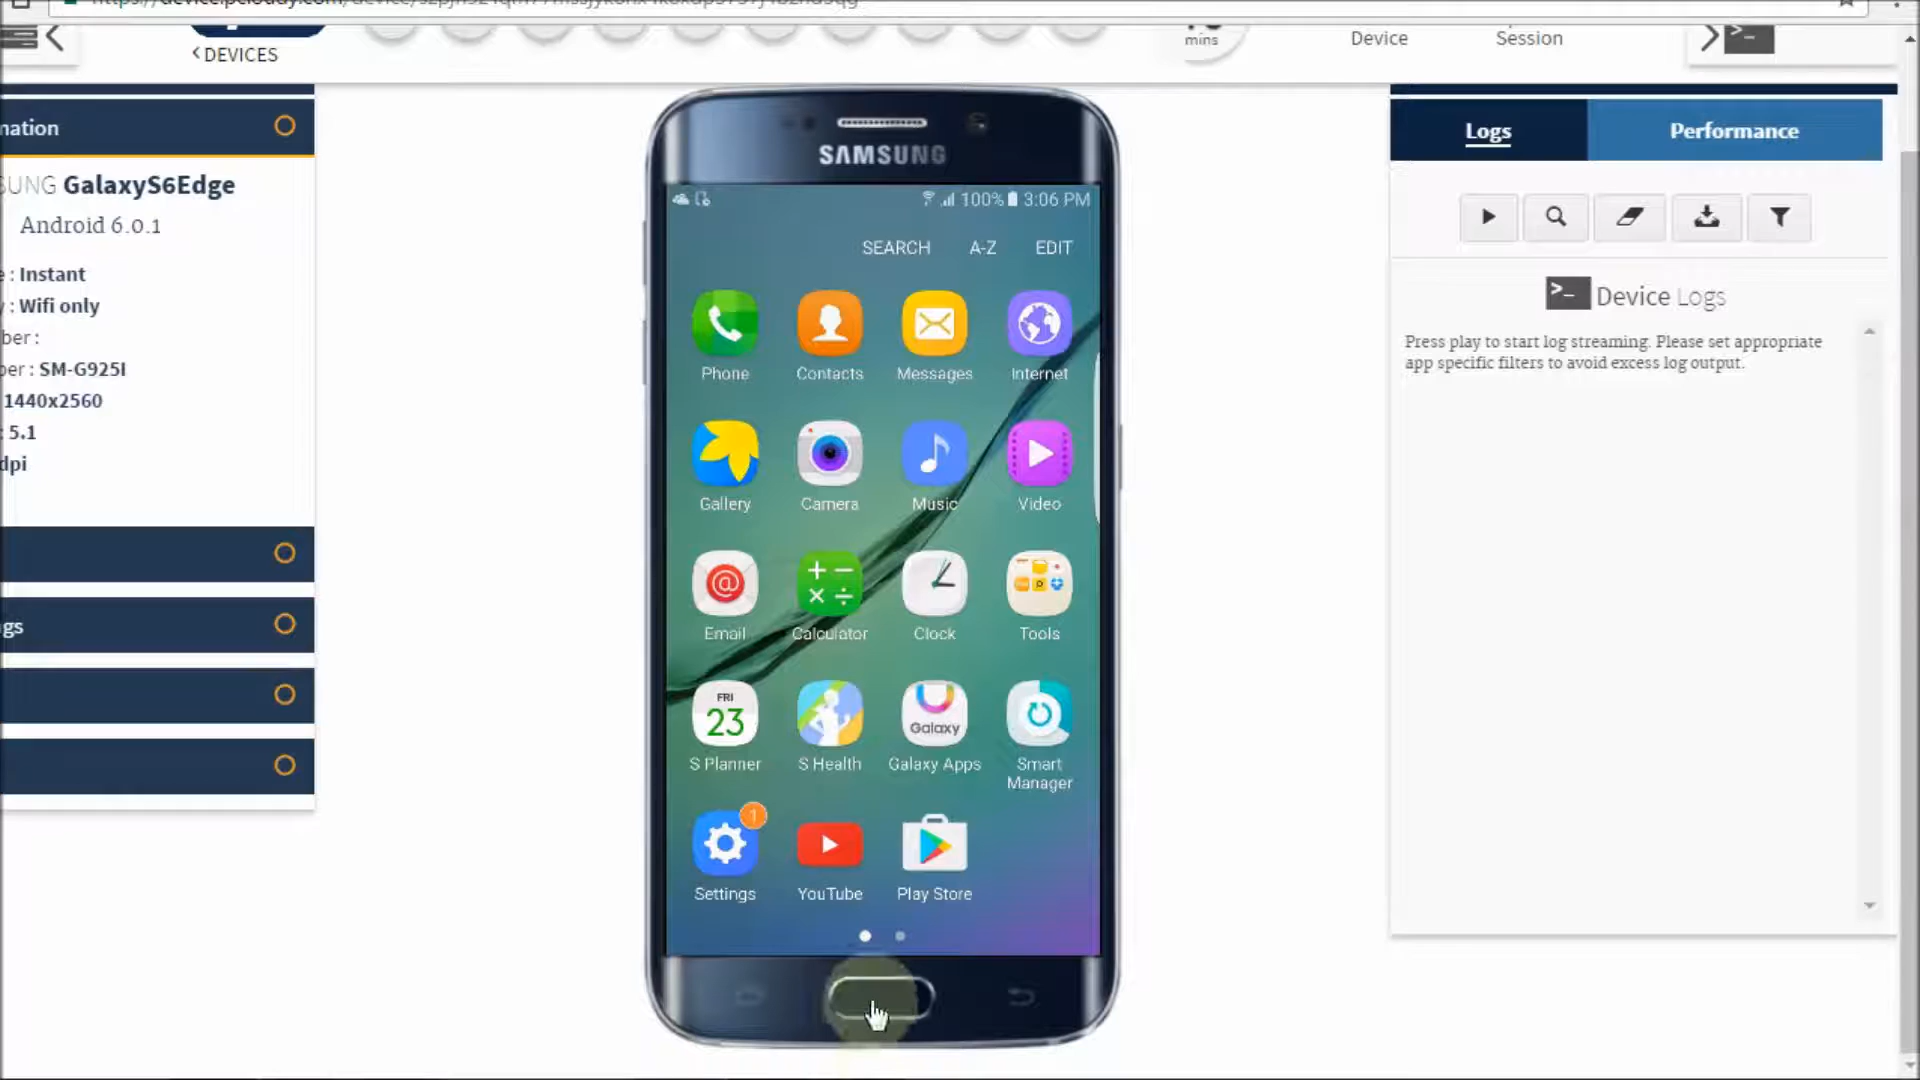 mins
Device
Session
DEVICES
mation
SUNG GalaxyS6Edge
Android 6.0.1
e : Instant
y : Wifi only
ber :
er : SM-G925I
1440x2560
: 5.1
dpi
gs
SAMSUNG
100% 3:06 PM
SEARCH A-Z EDIT
Phone Contacts Messages Internet
Gallery Camera Music Video
Email Calculator Clock Tools
FRI
23
Galaxy
S Planner S Health Galaxy Apps Smart
Manager
1
Settings YouTube Play Store
Logs Performance
>_ Device Logs
Press play to start log streaming. Please set appropriate
app specific filters to avoid excess log output.